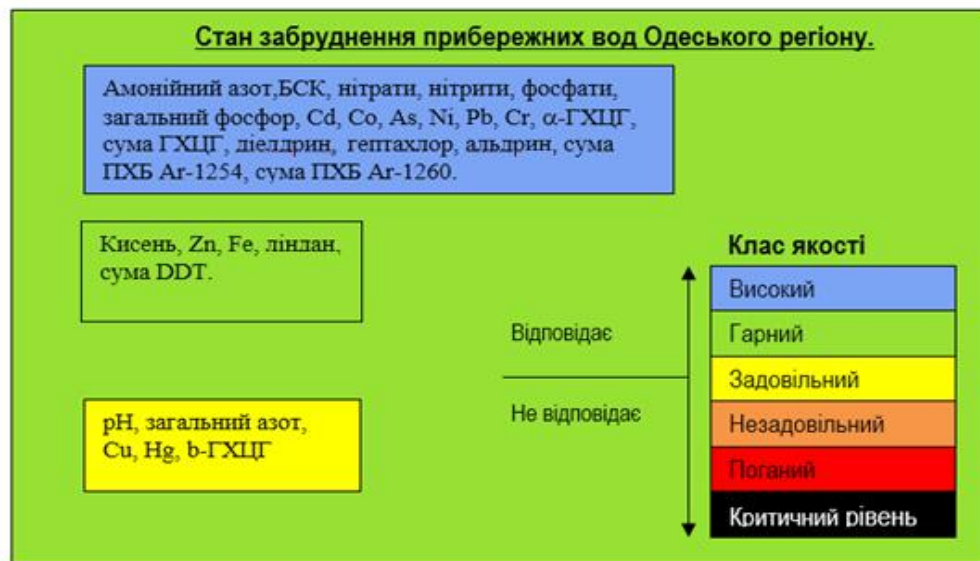 Стан забруднення прибережних вод Одеського регіону.
Амонійний азот,БСК, нітрати, нітрити, фосфати,
загальний фосфор, Cd, Co, As, Ni, Pb, Cr, α-ГХЦГ,
сума ГХЦГ, діелдрин, гептахлор, альдрин, сума
ПХБ Ar-1254, сума ПХБ Ar-1260.
Кисень, Zn, Fe, ліндан,
сума DDT.
pH, загальний азот,
Cu, Hg, b-ГХЦГ
Клас якості
Високий
Гарний
Задовільний
Незадовільний
Поганий
Критичний рівень
Відповідає
Не відповідає